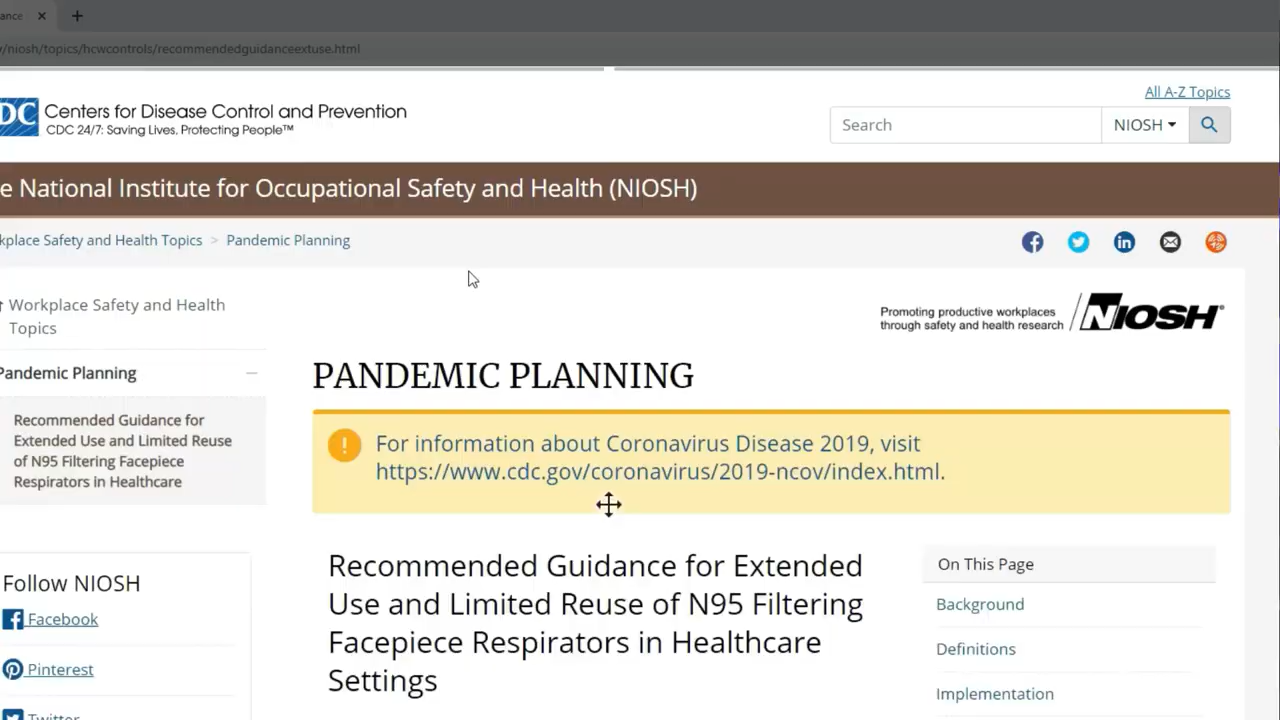 ance
/niosh/topics/hcwcontrols/recommendedguidanceextuse.html
All A-Z Topics
DC Centers for Disease Control and Prevention
CDC 24/7: Saving Lives, Protecting People™
Search
NIOSH
e National Institute for Occupational Safety and Health (NIOSH)
kplace Safety and Health Topics > Pandemic Planning
Workplace Safety and Health
Topics
Promoting productive workplaces
through safety and health research
NIOSH®
Pandemic Planning
Recommended Guidance for
Extended Use and Limited Reuse
of N95 Filtering Facepiece
Respirators in Healthcare
PANDEMIC PLANNING
For information about Coronavirus Disease 2019, visit
https://www.cdc.gov/coronavirus/2019-ncov/index.html.
Follow NIOSH
Facebook
Pinterest
Twitter
Recommended Guidance for Extended
Use and Limited Reuse of N95 Filtering
Facepiece Respirators in Healthcare
Settings
On This Page
Background
Definitions
Implementation